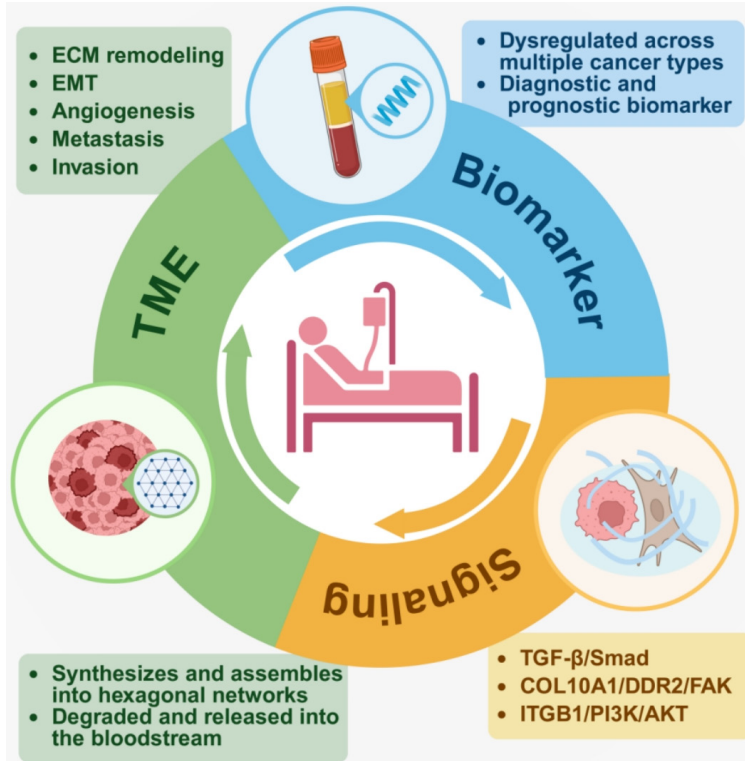 • ECM remodeling
• EMT
• Angiogenesis
• Metastasis
• Invasion
• Dysregulated across
multiple cancer types
• Diagnostic and
prognostic biomarker
Biomarker
TME
Signaling
• Synthesizes and assembles
into hexagonal networks
• Degraded and released into
the bloodstream
• TGF-β/Smad
• COL10A1/DDR2/FAK
• ITGB1/PI3K/AKT